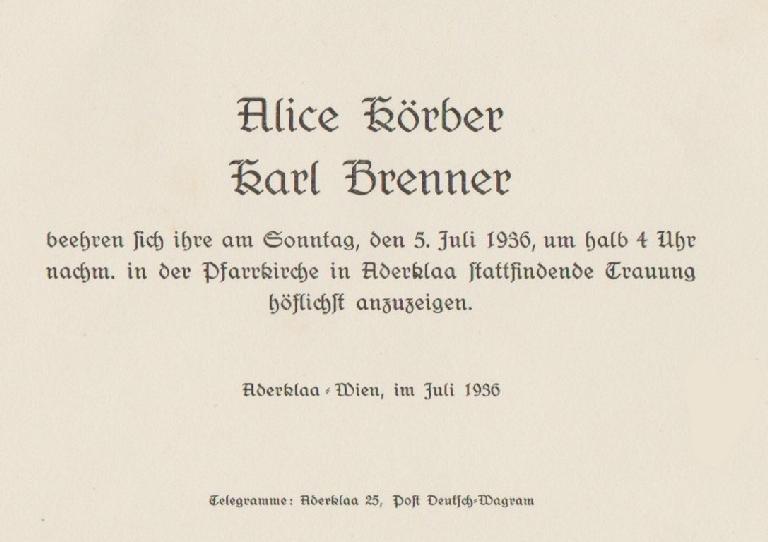 Alice Körber
Karl Brenner
beehren sich ihre am Sonntag, den 5. Juli 1936, um halb 4 Uhr
nachm. in der Pfarrkirche in Aderklaa stattfindende Trauung
höflichst anzuzeigen.
Aderklaa-Wien, im Juli 1936
Telegramme: Aderklaa 25, Post Deutsch-Wagram